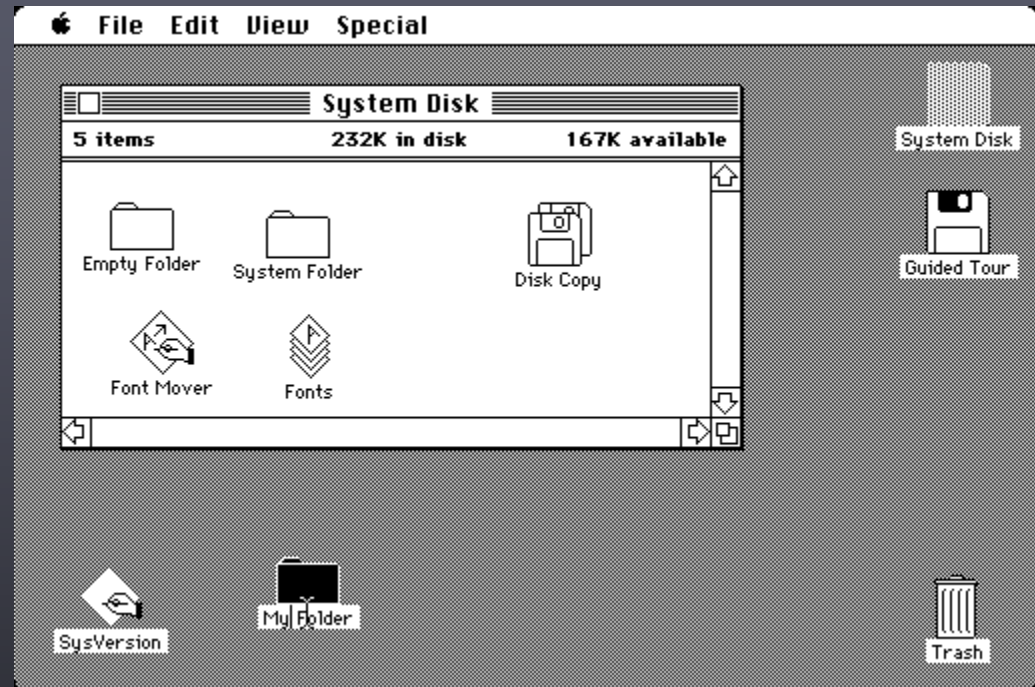 File Edit View Special
System Disk
5 items 232K in disk 167K available
Empty Folder
System Folder
Disk Copy
Font Mover
Fonts
System Disk
Guided Tour
SysVersion
My Folder
Trash